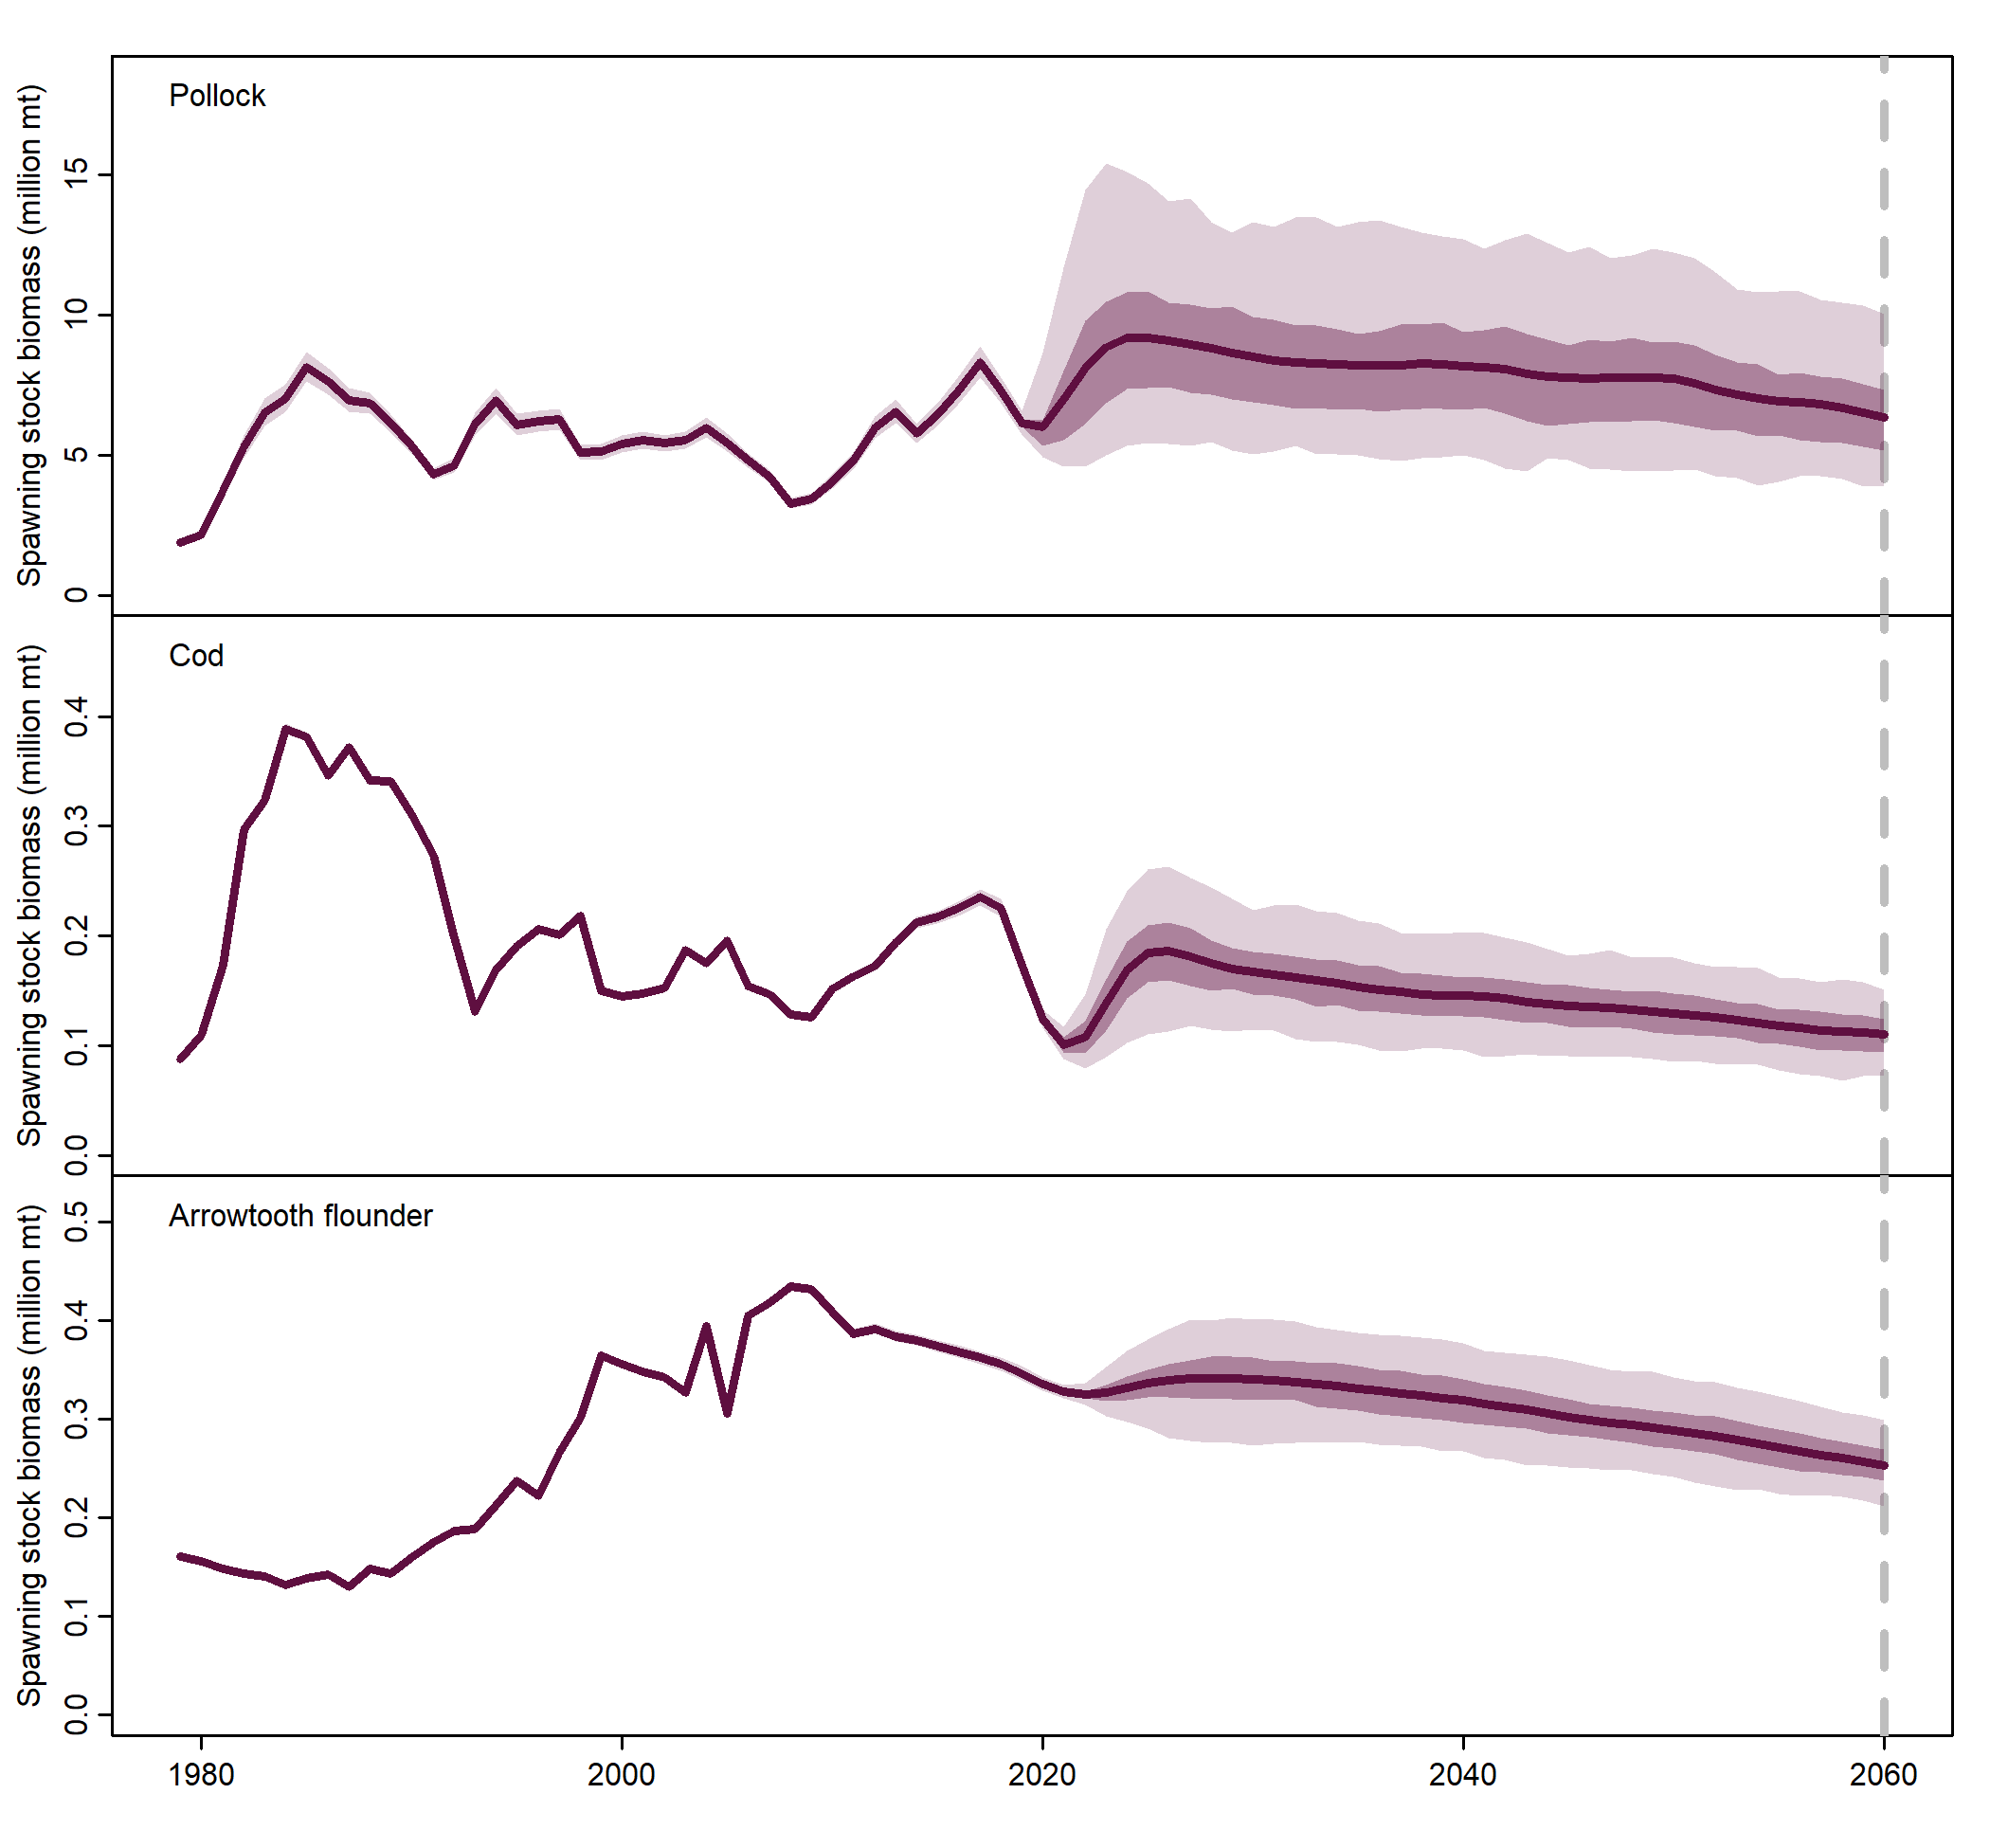 Pollock
Spawning stock biomass (million mt)
15
10
5
0
Cod
Spawning stock biomass (million mt)
0.4
0.3
0.2
0.1
0.0
Arrowtooth flounder
Spawning stock biomass (million mt)
0.5
0.4
0.3
0.2
0.1
0.0
1980 2000 2020 2040 2060